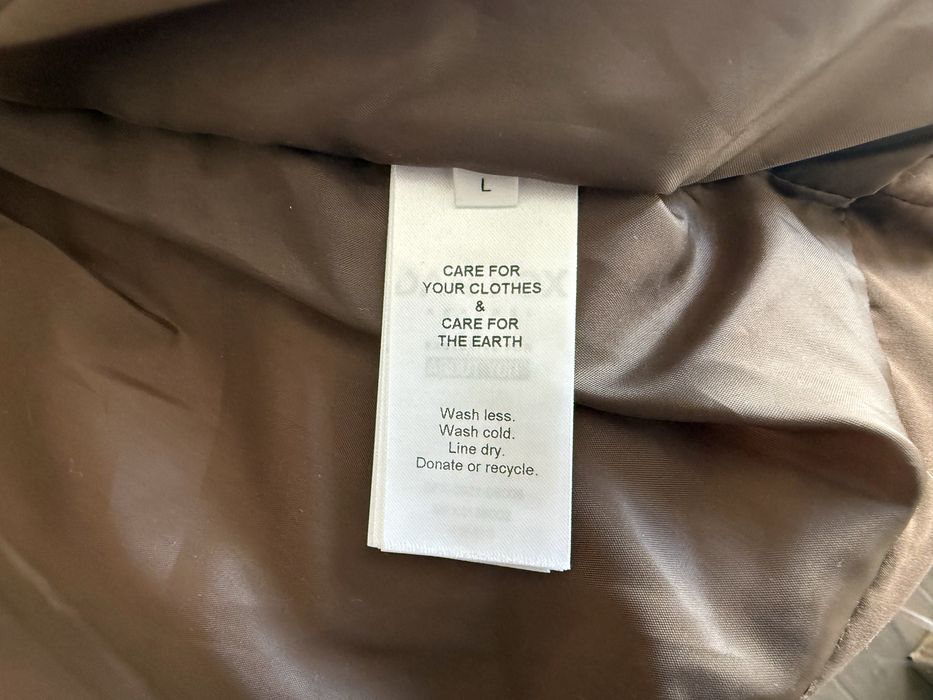 L
CARE FOR
YOUR CLOTHES
&
CARE FOR
THE EARTH
Wash less.
Wash cold.
Line dry.
Donate or recycle.